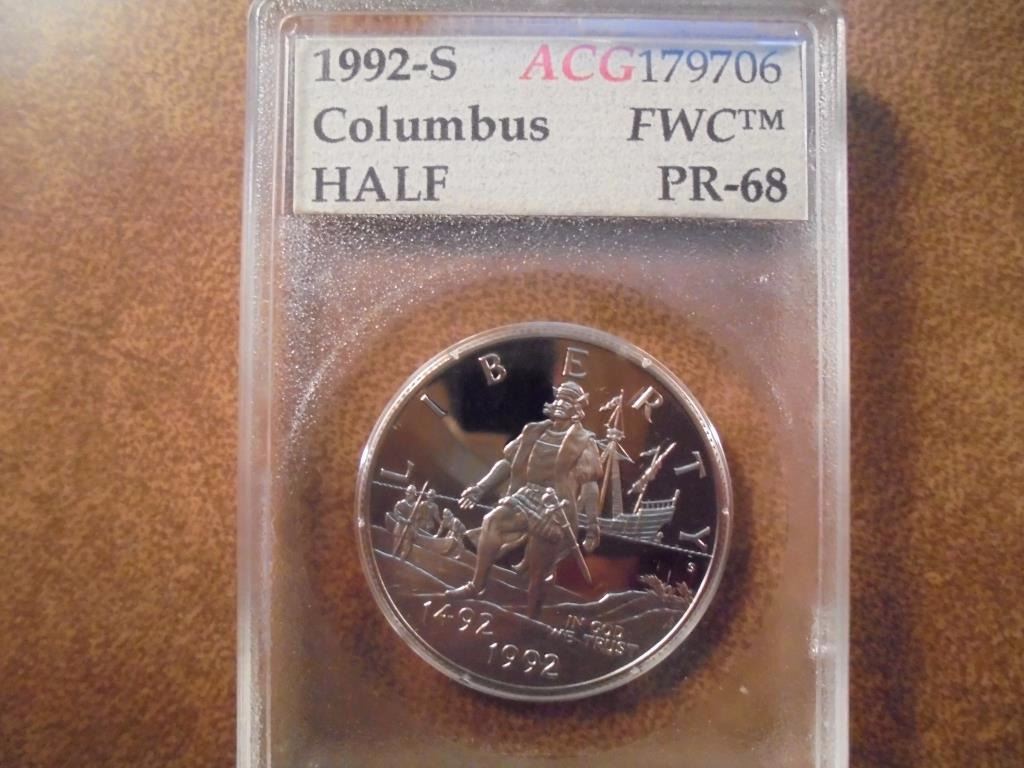 1992-S ACG179706
Columbus FWC™
HALF PR-68
LIBERTY
S
1492
1992
IN GOD
WE TRUST